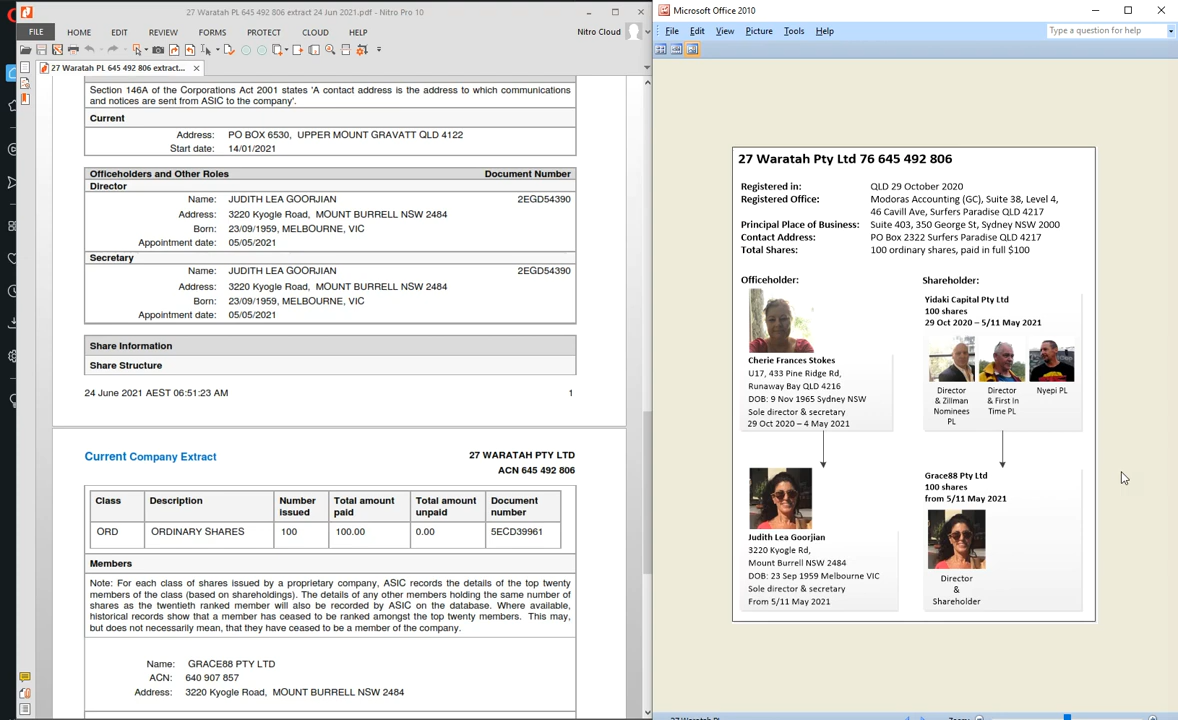 27 Waratah PL 645 492 806 extract 24 Jun 2021.pdf - Nitro Pro 10
FILE HOME EDIT REVIEW FORMS PROTECT CLOUD HELP Nitro Cloud
27 Waratah PL 645 492 806 extract...
Section 146A of the Corporations Act 2001 states 'A contact address is the address to which communications
and notices are sent from ASIC to the company'.
Current
Address: PO BOX 6530, UPPER MOUNT GRAVATT QLD 4122
Start date: 14/01/2021
Officeholders and Other Roles Document Number
Director
Name: JUDITH LEA GOORJIAN 2EGD54390
Address: 3220 Kyogle Road, MOUNT BURRELL NSW 2484
Born: 23/09/1959, MELBOURNE, VIC
Appointment date: 05/05/2021
Secretary
Name: JUDITH LEA GOORJIAN 2EGD54390
Address: 3220 Kyogle Road, MOUNT BURRELL NSW 2484
Born: 23/09/1959, MELBOURNE, VIC
Appointment date: 05/05/2021
Share Information
Share Structure
24 June 2021 AEST 06:51:23 AM 1
Current Company Extract 27 WARATAH PTY LTD
ACN 645 492 806
Class Description Number issued Total amount paid Total amount unpaid Document number
ORD ORDINARY SHARES 100 100.00 0.00 5ECD39961
Members
Note: For each class of shares issued by a proprietary company, ASIC records the details of the top twenty
members of the class (based on shareholdings). The details of any other members holding the same number of
shares as the twentieth ranked member will also be recorded by ASIC on the database. Where available,
historical records show that a member has ceased to be ranked amongst the top twenty members. This may,
but does not necessarily mean, that they have ceased to be a member of the company.
Name: GRACE88 PTY LTD
ACN: 640 907 857
Address: 3220 Kyogle Road, MOUNT BURRELL NSW 2484
Microsoft Office 2010
File Edit View Picture Tools Help Type a question for help
27 Waratah Pty Ltd 76 645 492 806
Registered in: QLD 29 October 2020
Registered Office: Modoras Accounting (GC), Suite 38, Level 4,
46 Cavill Ave, Surfers Paradise QLD 4217
Principal Place of Business: Suite 403, 350 George St, Sydney NSW 2000
Contact Address: PO Box 2322 Surfers Paradise QLD 4217
Total Shares: 100 ordinary shares, paid in full $100
Officeholder:
Cherie Frances Stokes
U17, 433 Pine Ridge Rd,
Runaway Bay QLD 4216
DOB: 9 Nov 1965 Sydney NSW
Sole director & secretary
29 Oct 2020 – 4 May 2021
Judith Lea Goorjian
3220 Kyogle Rd,
Mount Burrell NSW 2484
DOB: 23 Sep 1959 Melbourne VIC
Sole director & secretary
From 5/11 May 2021
Shareholder:
Yidaki Capital Pty Ltd
100 shares
29 Oct 2020 – 5/11 May 2021
Director
& Zillman
Nominees
PL
Director
& First In
Time PL
Nyepi PL
Grace88 Pty Ltd
100 shares
from 5/11 May 2021
Director
&
Shareholder